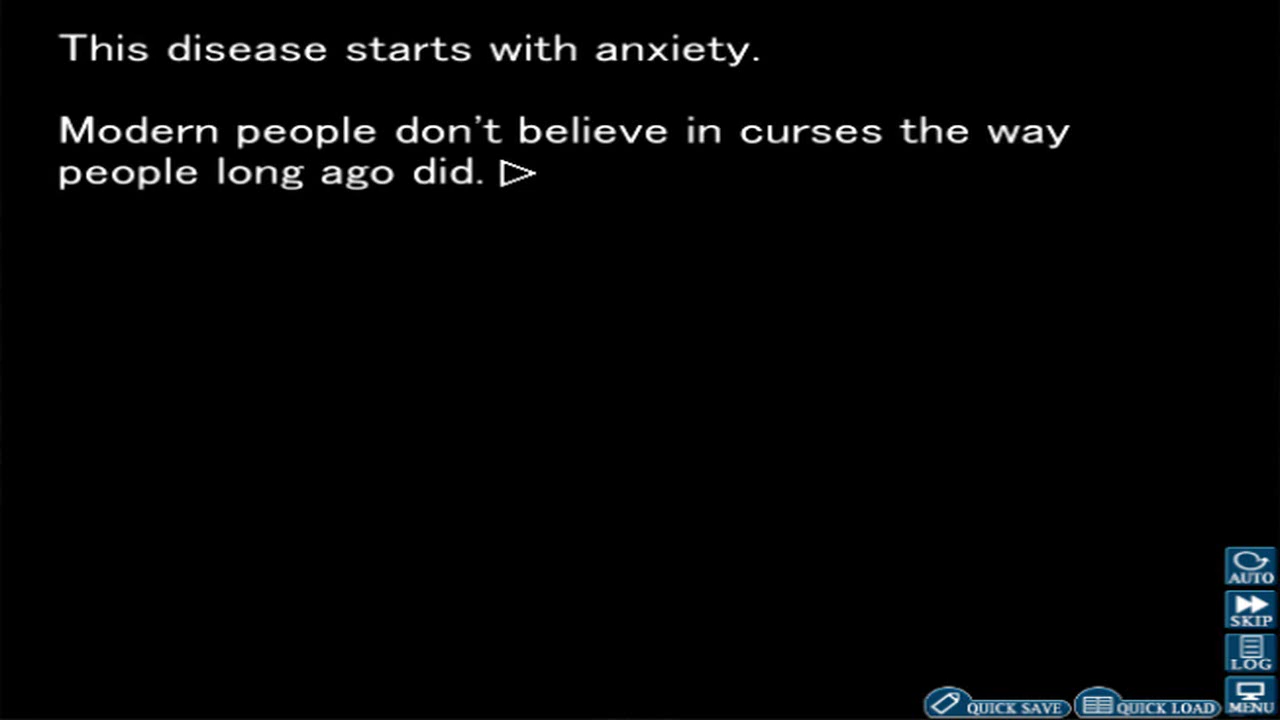 This disease starts with anxiety.
Modern people don't believe in curses the way
people long ago did.
AUTO
SKIP
LOG
QUICK SAVE
QUICK LOAD
MENU